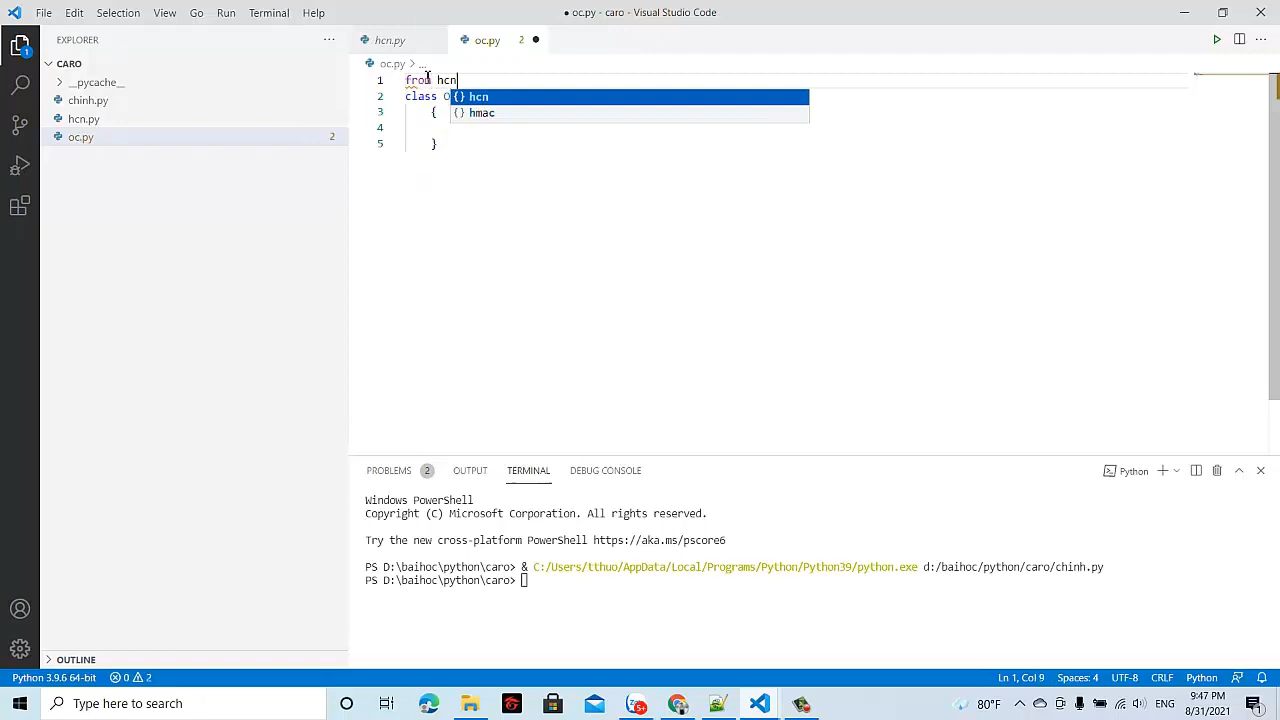 File Edit Selection View Go Run Terminal Help
● oc.py - caro - Visual Studio Code
EXPLORER
hcn.py
oc.py 2
CARO
oc.py > ...
__pycache__
chinh.py
hcn.py
oc.py 2
1 from hcn
2 class O
3 {
4
5 }
{} hcn
{} hmac
PROBLEMS 2 OUTPUT TERMINAL DEBUG CONSOLE
Python
Windows PowerShell
Copyright (C) Microsoft Corporation. All rights reserved.
Try the new cross-platform PowerShell https://aka.ms/pscore6
PS D:\baihoc\python\caro> & C:/Users/tthuo/AppData/Local/Programs/Python/Python39/python.exe d:/baihoc/python/caro/chinh.py
PS D:\baihoc\python\caro>
OUTLINE
Python 3.9.6 64-bit 0 2
Ln 1, Col 9 Spaces: 4 UTF-8 CRLF Python
Type here to search
5+
80°F
ENG
9:47 PM
8/31/2021
1